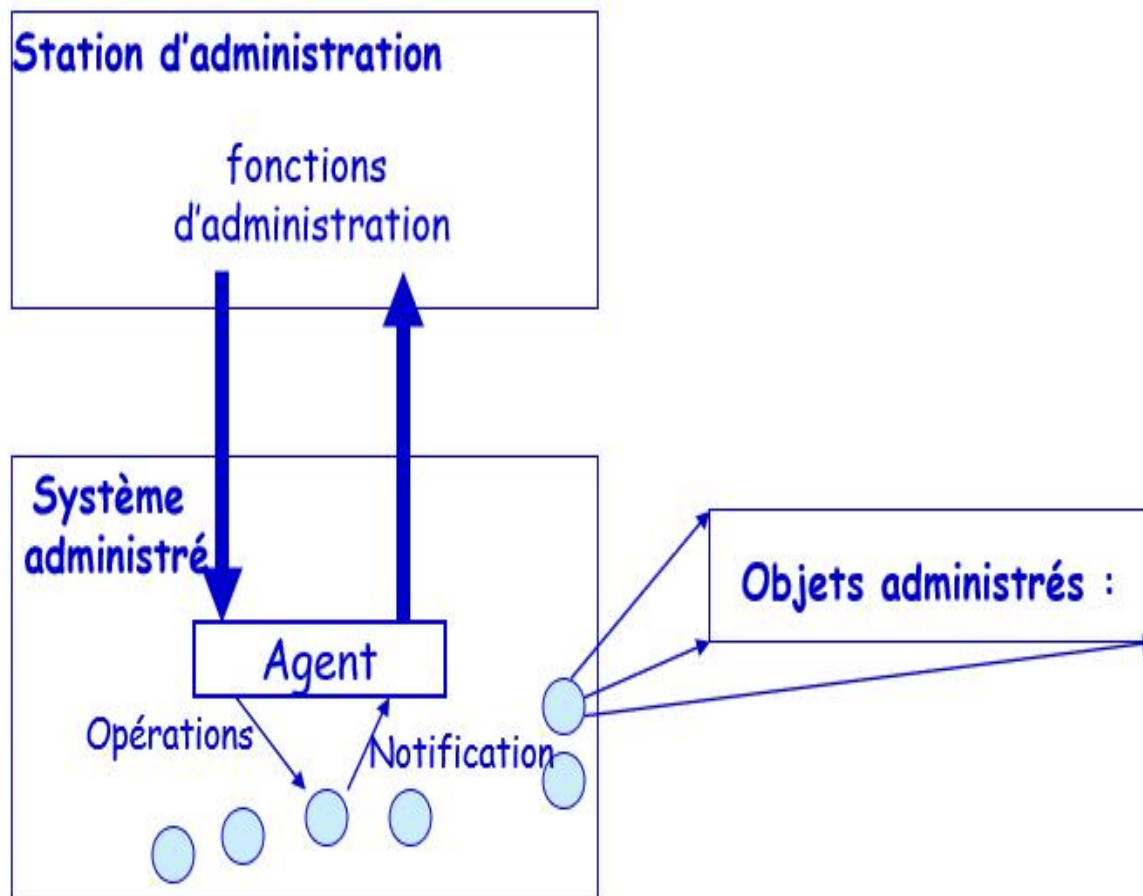 Station d'administration
fonctions
d'administration
Système
administré
Agent
Opérations
Notification
Objets administrés :